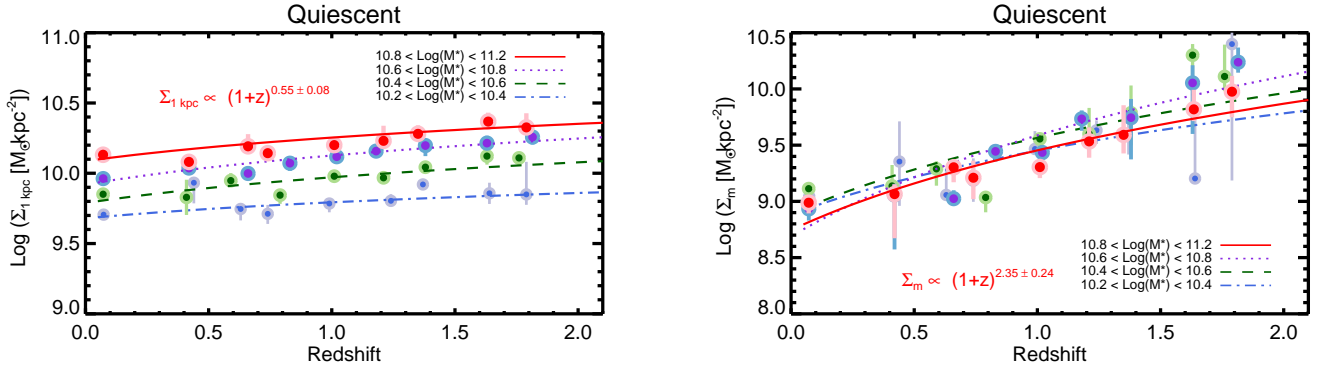 Quiescent
11.0
10.5
10.0
9.5
9.0
Log (Σ1 kpc) [M⊙kpc-2]
10.8 < Log(M*) < 11.2
10.6 < Log(M*) < 10.8
10.4 < Log(M*) < 10.6
10.2 < Log(M*) < 10.4
Σ1 kpc ∝ (1+z)0.55 ± 0.08
0.0 0.5 1.0 1.5 2.0
Redshift
Quiescent
10.5
10.0
9.5
9.0
8.5
8.0
Log (Σm) [M⊙kpc-2]
10.8 < Log(M*) < 11.2
10.6 < Log(M*) < 10.8
10.4 < Log(M*) < 10.6
10.2 < Log(M*) < 10.4
Σm ∝ (1+z)2.35 ± 0.24
0.0 0.5 1.0 1.5 2.0
Redshift